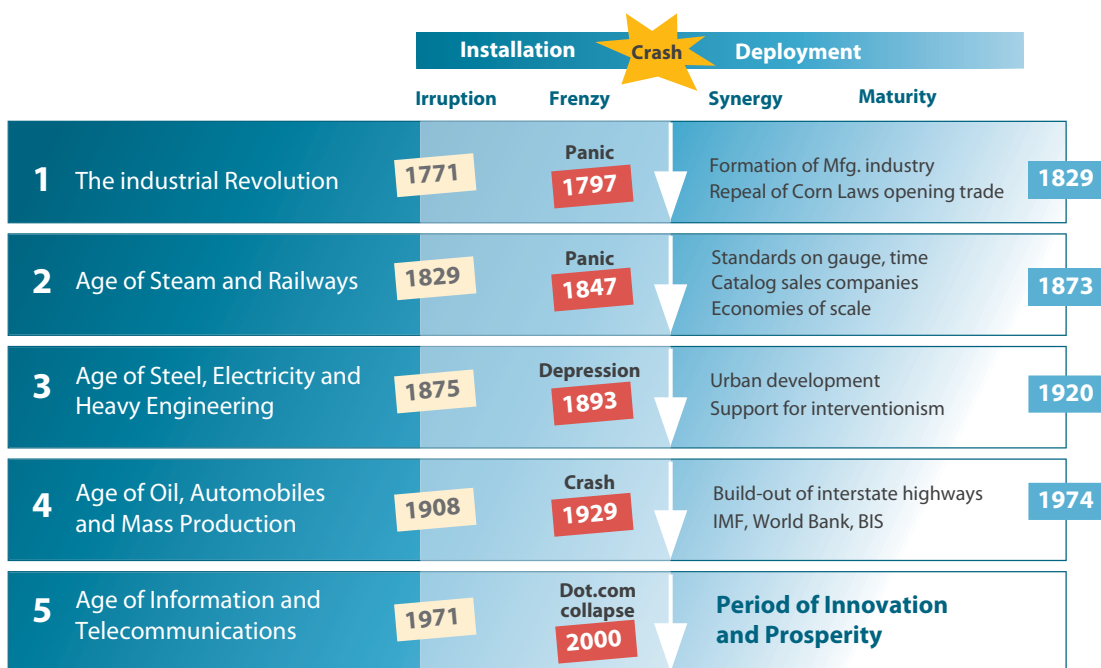 Installation
Crash
Deployment
Irruption
Frenzy
Synergy
Maturity
1
The industrial Revolution
1771
Panic
1797
Formation of Mfg. industry
Repeal of Corn Laws opening trade
1829
2
Age of Steam and Railways
1829
Panic
1847
Standards on gauge, time
Catalog sales companies
Economies of scale
1873
3
Age of Steel, Electricity and
Heavy Engineering
1875
Depression
1893
Urban development
Support for interventionism
1920
4
Age of Oil, Automobiles
and Mass Production
1908
Crash
1929
Build-out of interstate highways
IMF, World Bank, BIS
1974
5
Age of Information and
Telecommunications
1971
Dot.com
collapse
2000
Period of Innovation
and Prosperity